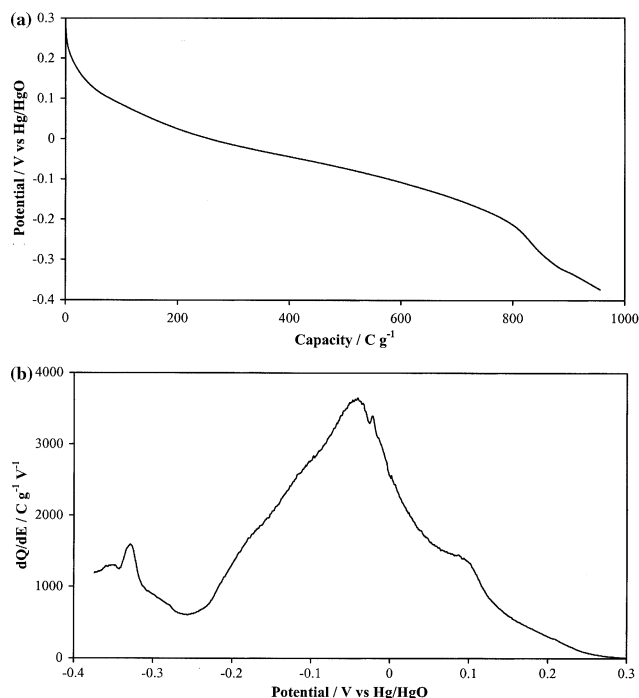 (a)
0.3
0.2
0.1
0
-0.1
-0.2
-0.3
-0.4
Potential / V vs Hg/HgO
0 200 400 600 800 1000
Capacity / C g⁻¹
(b)
4000
3000
2000
1000
0
dQ/dE / C g⁻¹ V⁻¹
-0.4 -0.3 -0.2 -0.1 0 0.1 0.2 0.3
Potential / V vs Hg/HgO